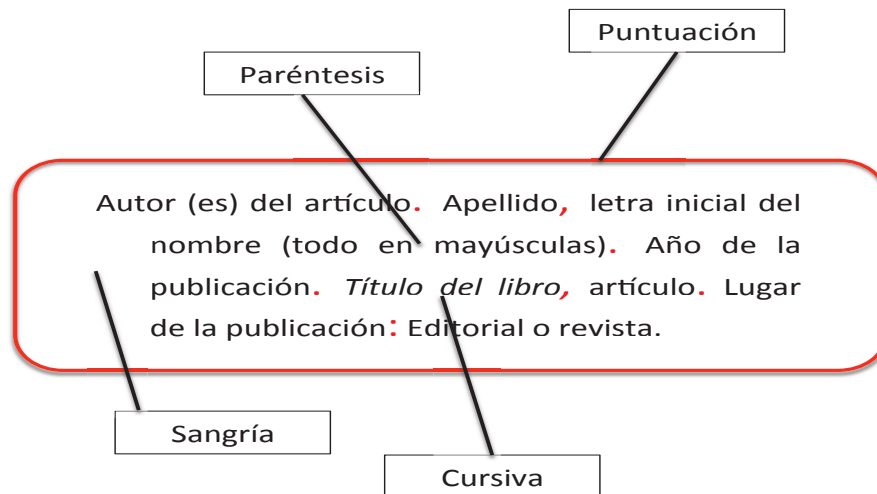 Puntuación
Paréntesis
Autor (es) del artículo. Apellido, letra inicial del
nombre (todo en mayúsculas). Año de la
publicación. Título del libro, artículo. Lugar
de la publicación: Editorial o revista.
Sangría
Cursiva